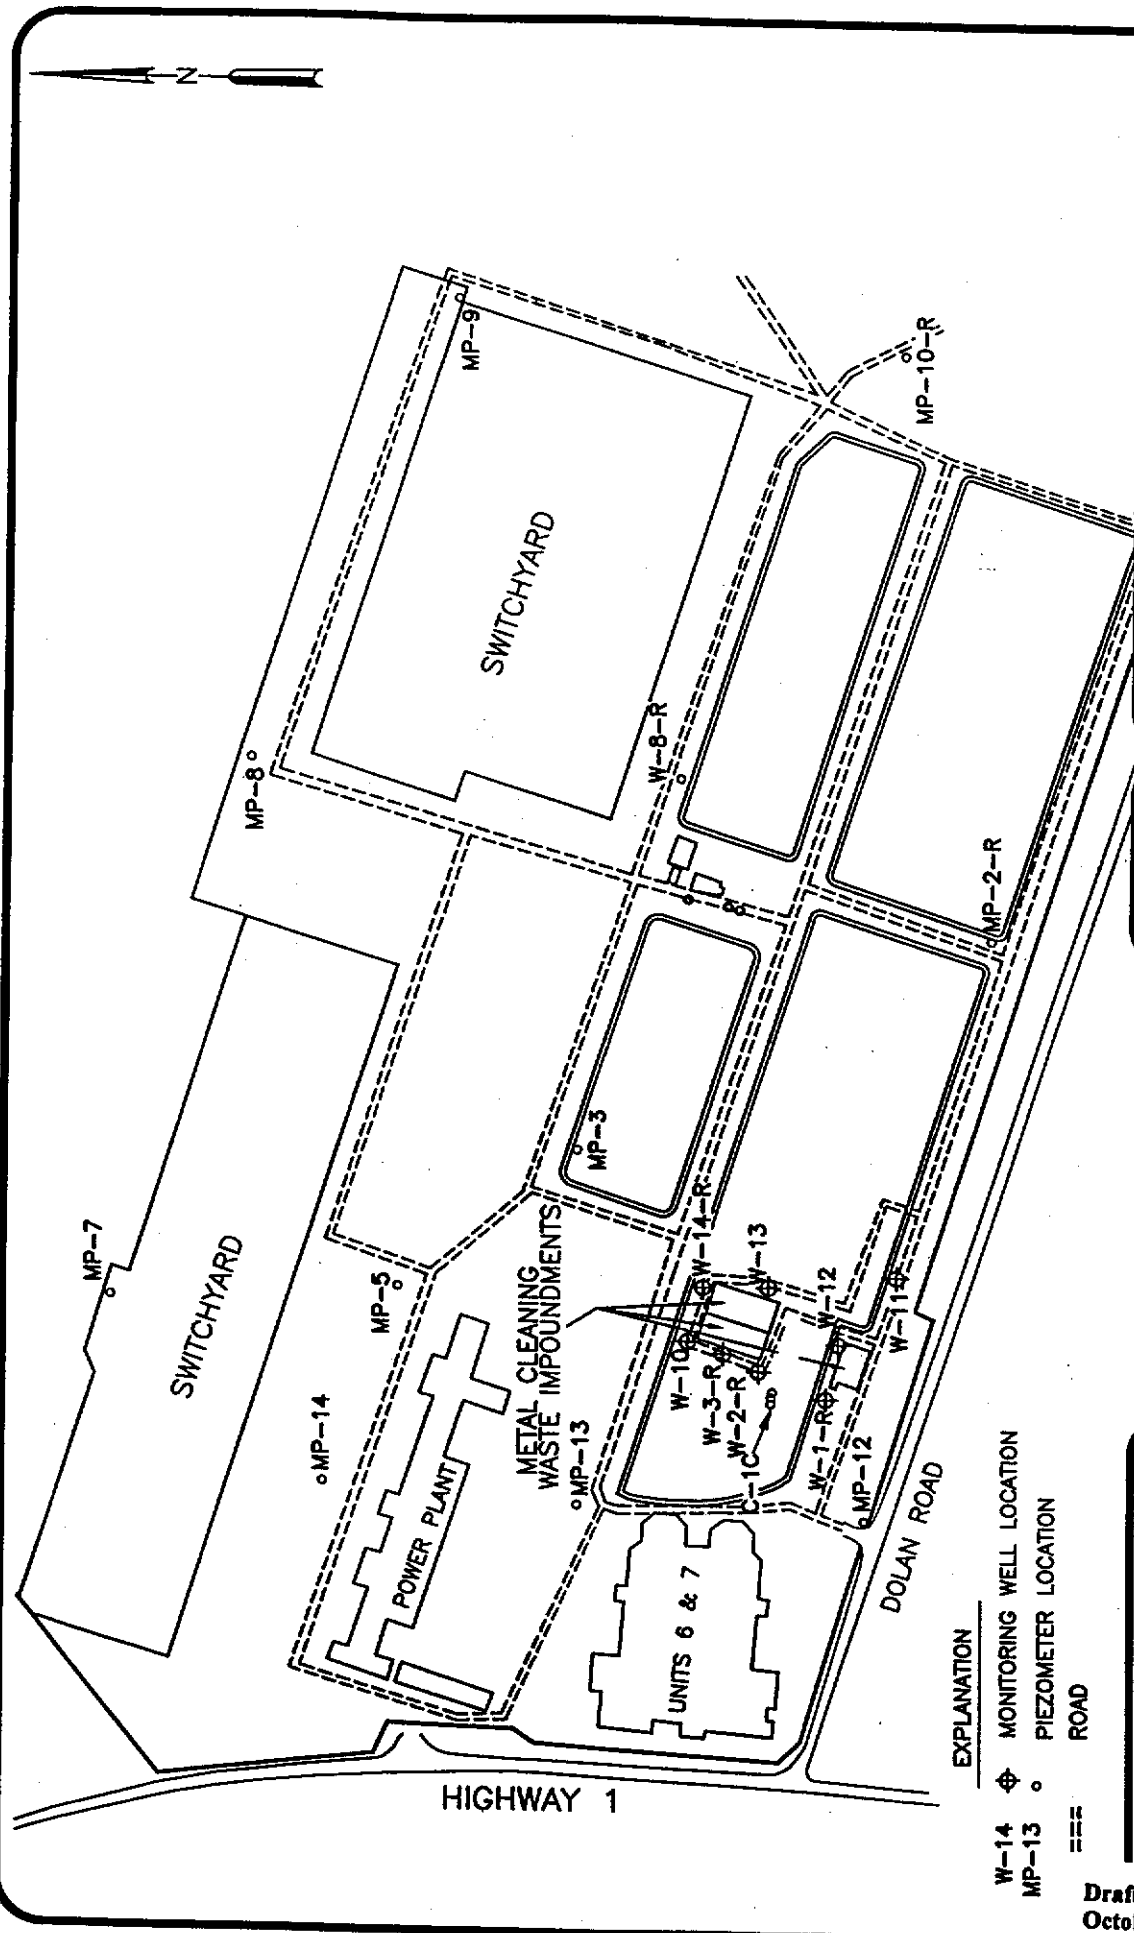 N
MP-9
MP-10-R
SWITCHYARD
W-8-R
MP-8
MP-2-R
MP-3
MP-7
SWITCHYARD
MP-5
METAL CLEANING
WASTE IMPOUNDMENTS
W-14-R
W-13
W-12
W-11
W-10
W-3-R
W-2-R
C-1C
W-1-R
MP-12
MP-14
MP-13
POWER PLANT
UNITS 6 & 7
DOLAN ROAD
HIGHWAY 1
EXPLANATION
W-14 MONITORING WELL LOCATION
MP-13 PIEZOMETER LOCATION
=== ROAD